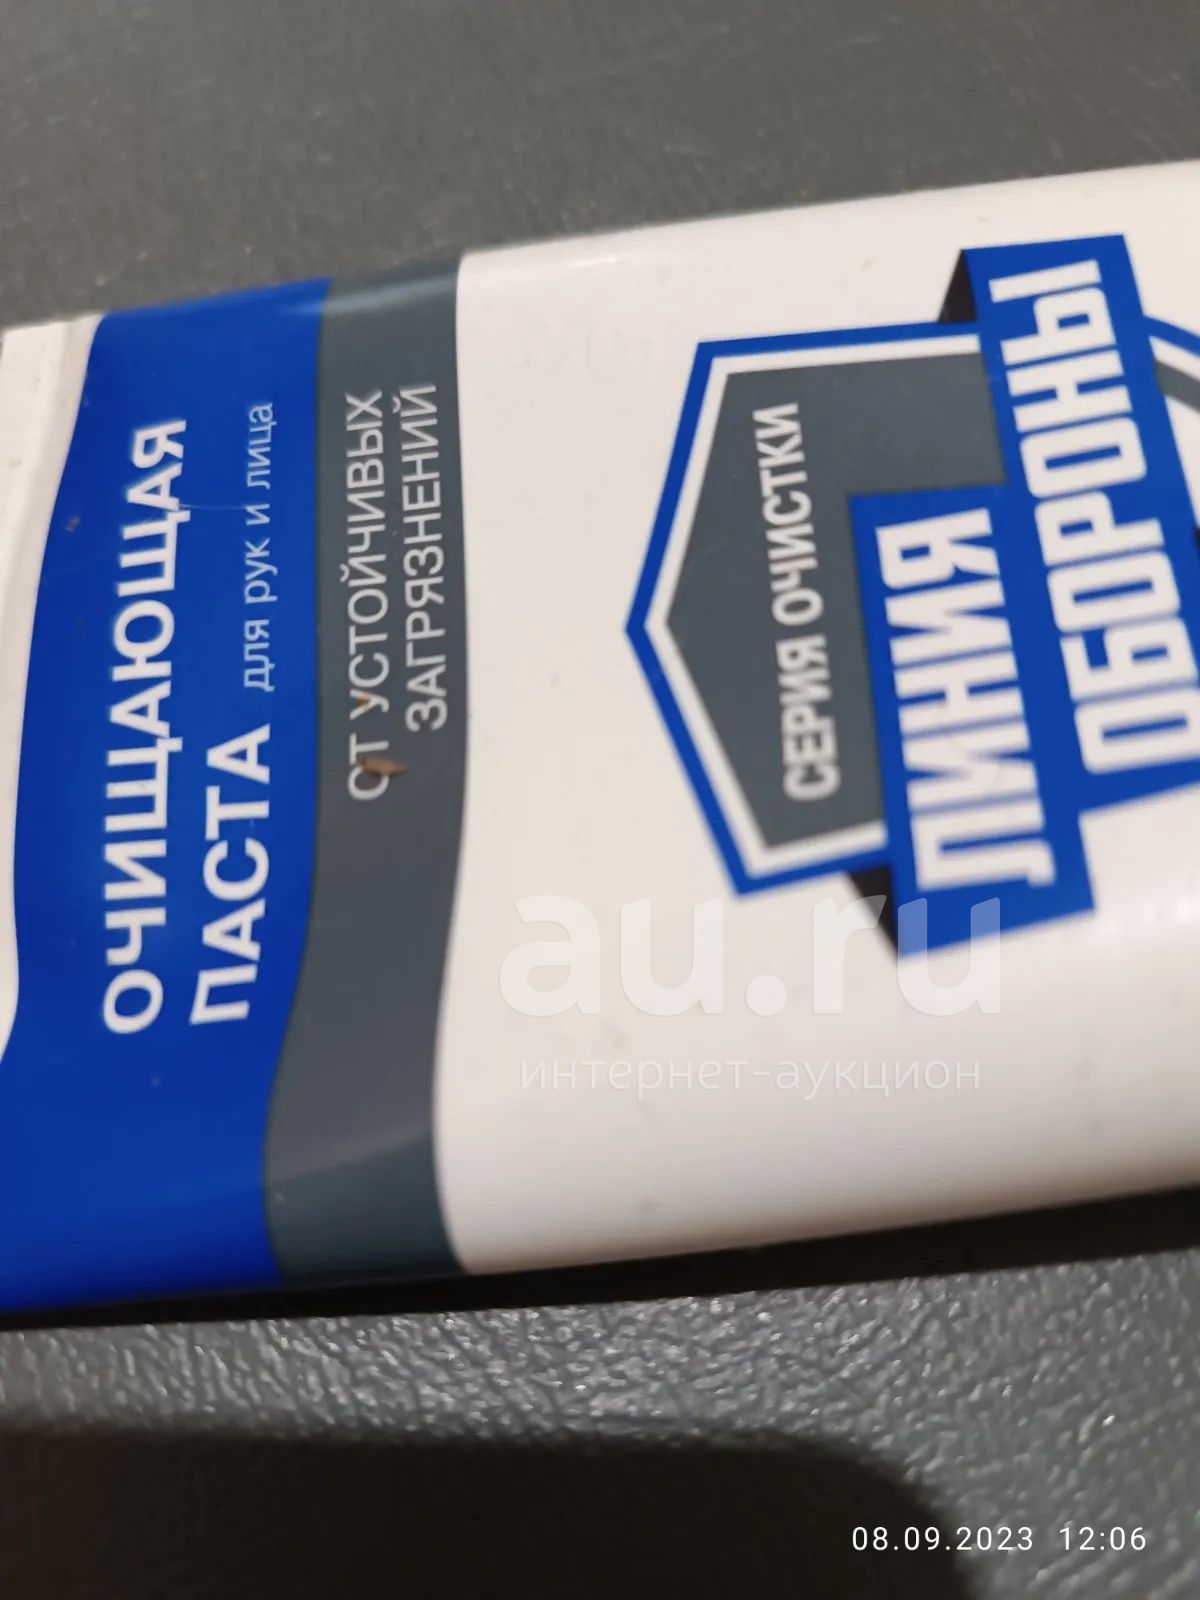 ОЧИЩАЮЩАЯ
ПАСТА для рук и лица
ОТ УСТОЙЧИВЫХ
ЗАГРЯЗНЕНИЙ
СЕРИЯ ОЧИСТКИ
ЛИНИЯ
ОБОРОНЫ
au.ru
интернет-аукцион
08.09.2023 12:06